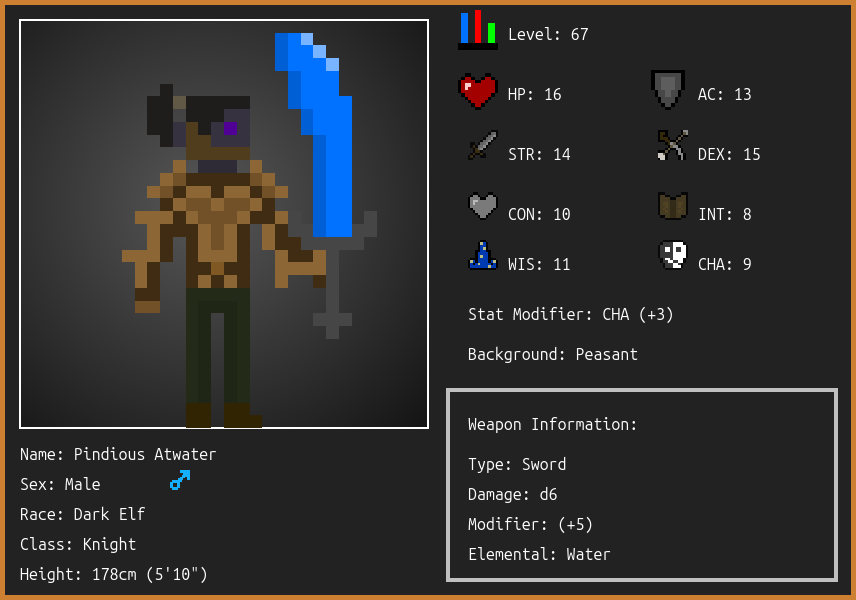 Level: 67
HP: 16
AC: 13
STR: 14
DEX: 15
CON: 10
INT: 8
WIS: 11
CHA: 9
Stat Modifier: CHA (+3)
Background: Peasant
Name: Pindious Atwater
Sex: Male
Race: Dark Elf
Class: Knight
Height: 178cm (5'10")
Weapon Information:
Type: Sword
Damage: d6
Modifier: (+5)
Elemental: Water